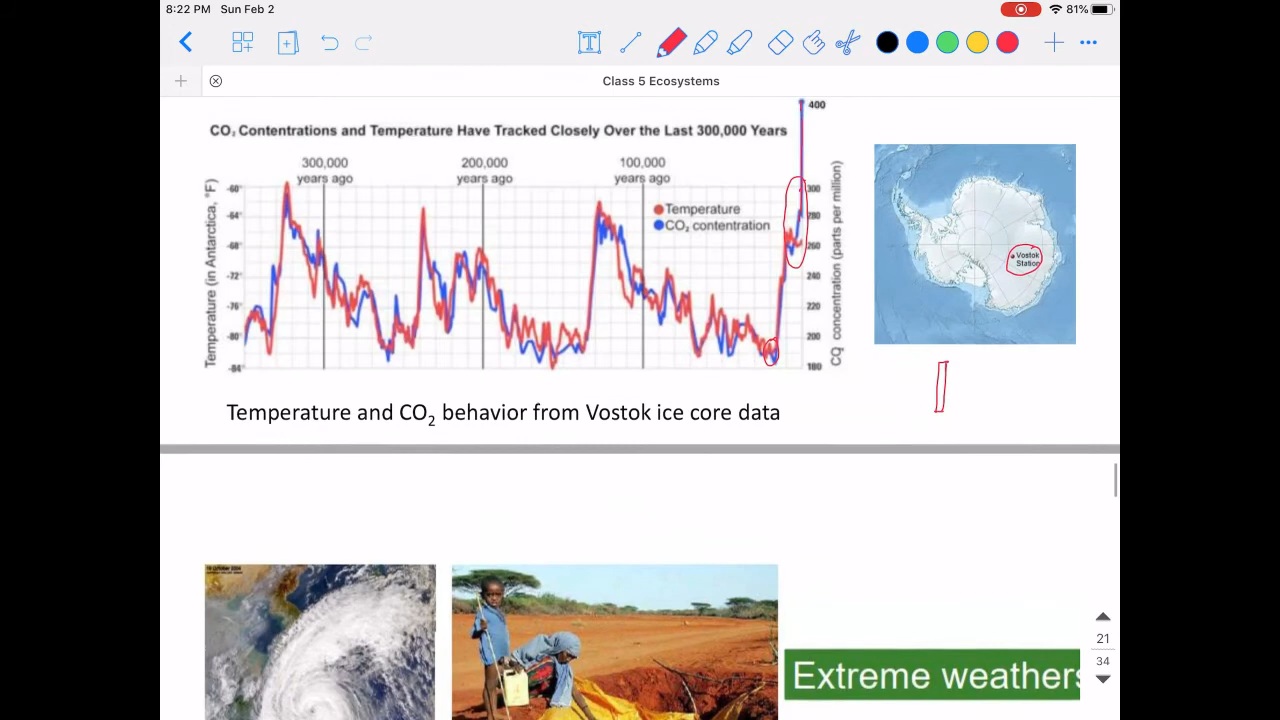 8:22 PM Sun Feb 2
81%
T
Class 5 Ecosystems
400
CO₂ Contentrations and Temperature Have Tracked Closely Over the Last 300,000 Years
300,000 years ago
200,000 years ago
100,000 years ago
Temperature (in Antarctica, °F)
-60°
-64°
-68°
-72°
-76°
-80°
-84°
Temperature
CO₂ contentration
300
280
260
240
220
200
180
CO₂ concentration (parts per million)
Vostok
Station
Temperature and CO₂ behavior from Vostok ice core data
Extreme weathers
21
34